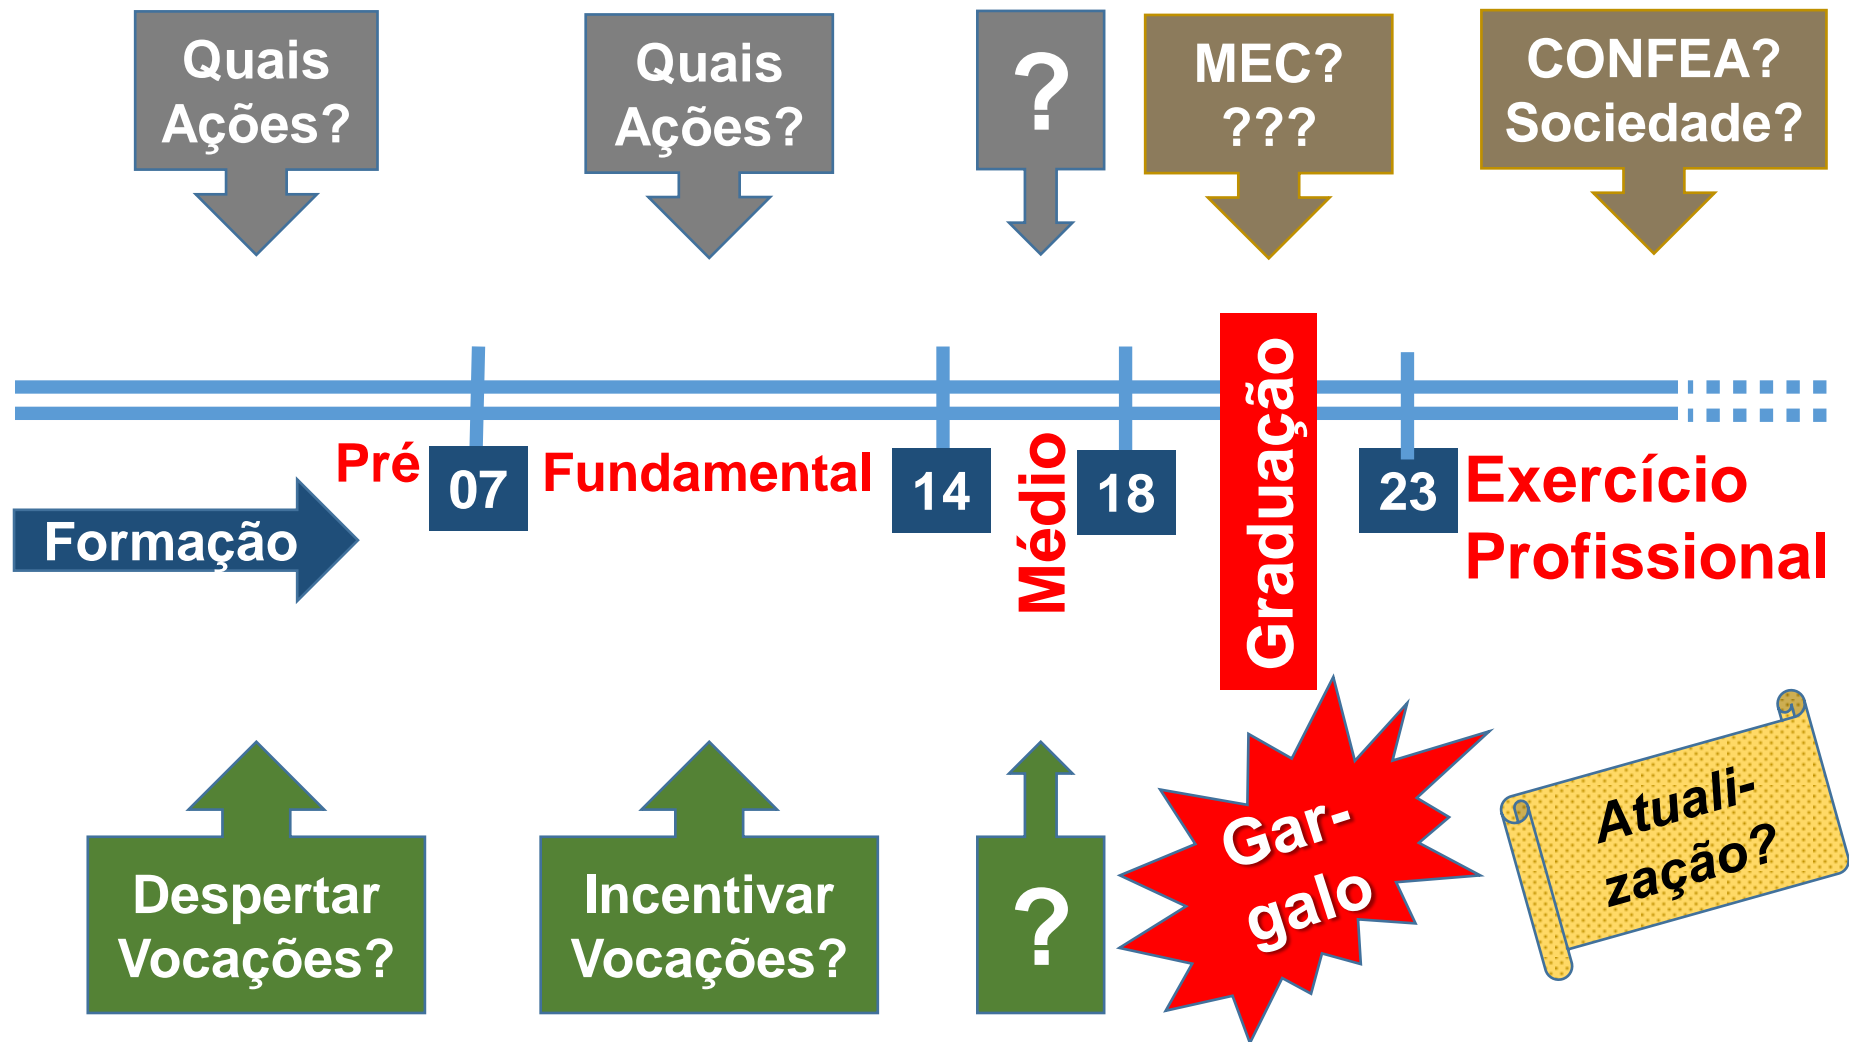 Quais
Ações?
Quais
Ações?
?
MEC?
???
CONFEA?
Sociedade?
Formação
Pré
07
Fundamental
14
Médio
18
Graduação
23
Exercício
Profissional
Despertar
Vocações?
Incentivar
Vocações?
?
Gar-
galo
Atuali-
zação?